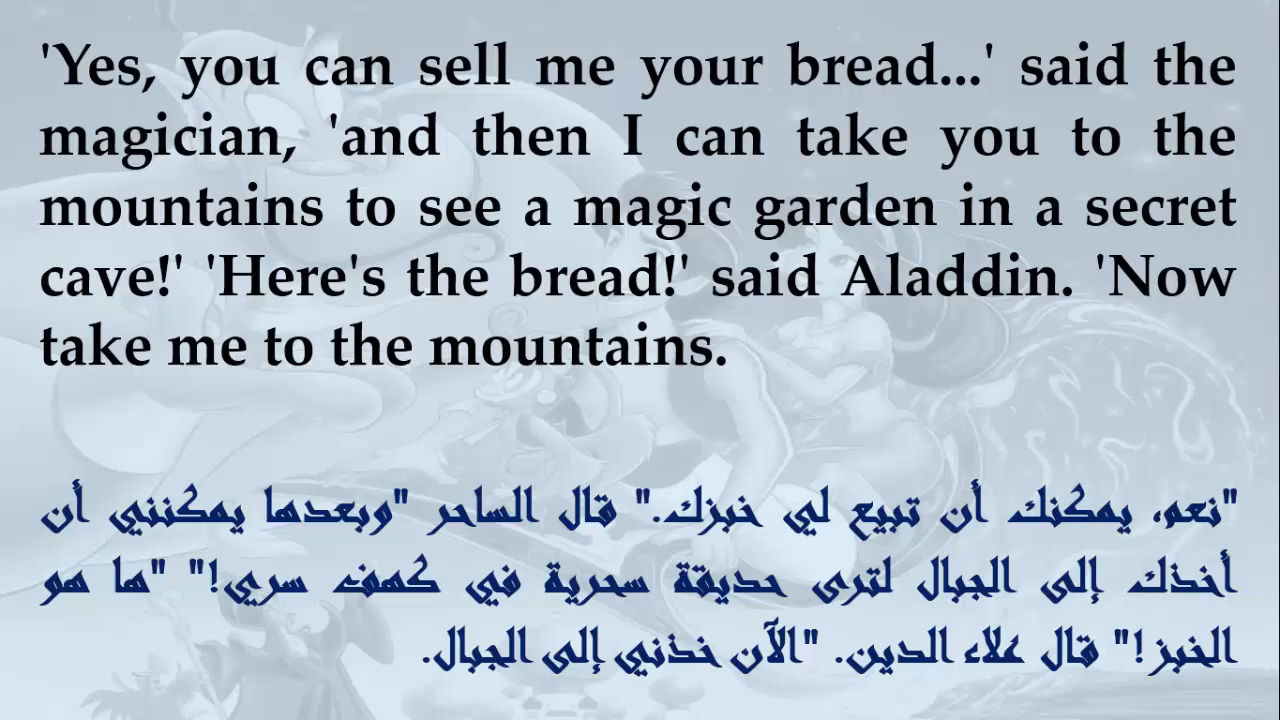 'Yes, you can sell me your bread...' said the
magician, 'and then I can take you to the
mountains to see a magic garden in a secret
cave!' 'Here's the bread!' said Aladdin. 'Now
take me to the mountains.
"نعم، يمكنك أن تبيع لي خبزك." قال الساحر "وبعدها يمكنني أن
أخذك إلى الجبال لترى حديقة سحرية في كهف سري!" "ها هو
الخبز!" قال علاء الدين. "الآن خذني إلى الجبال.